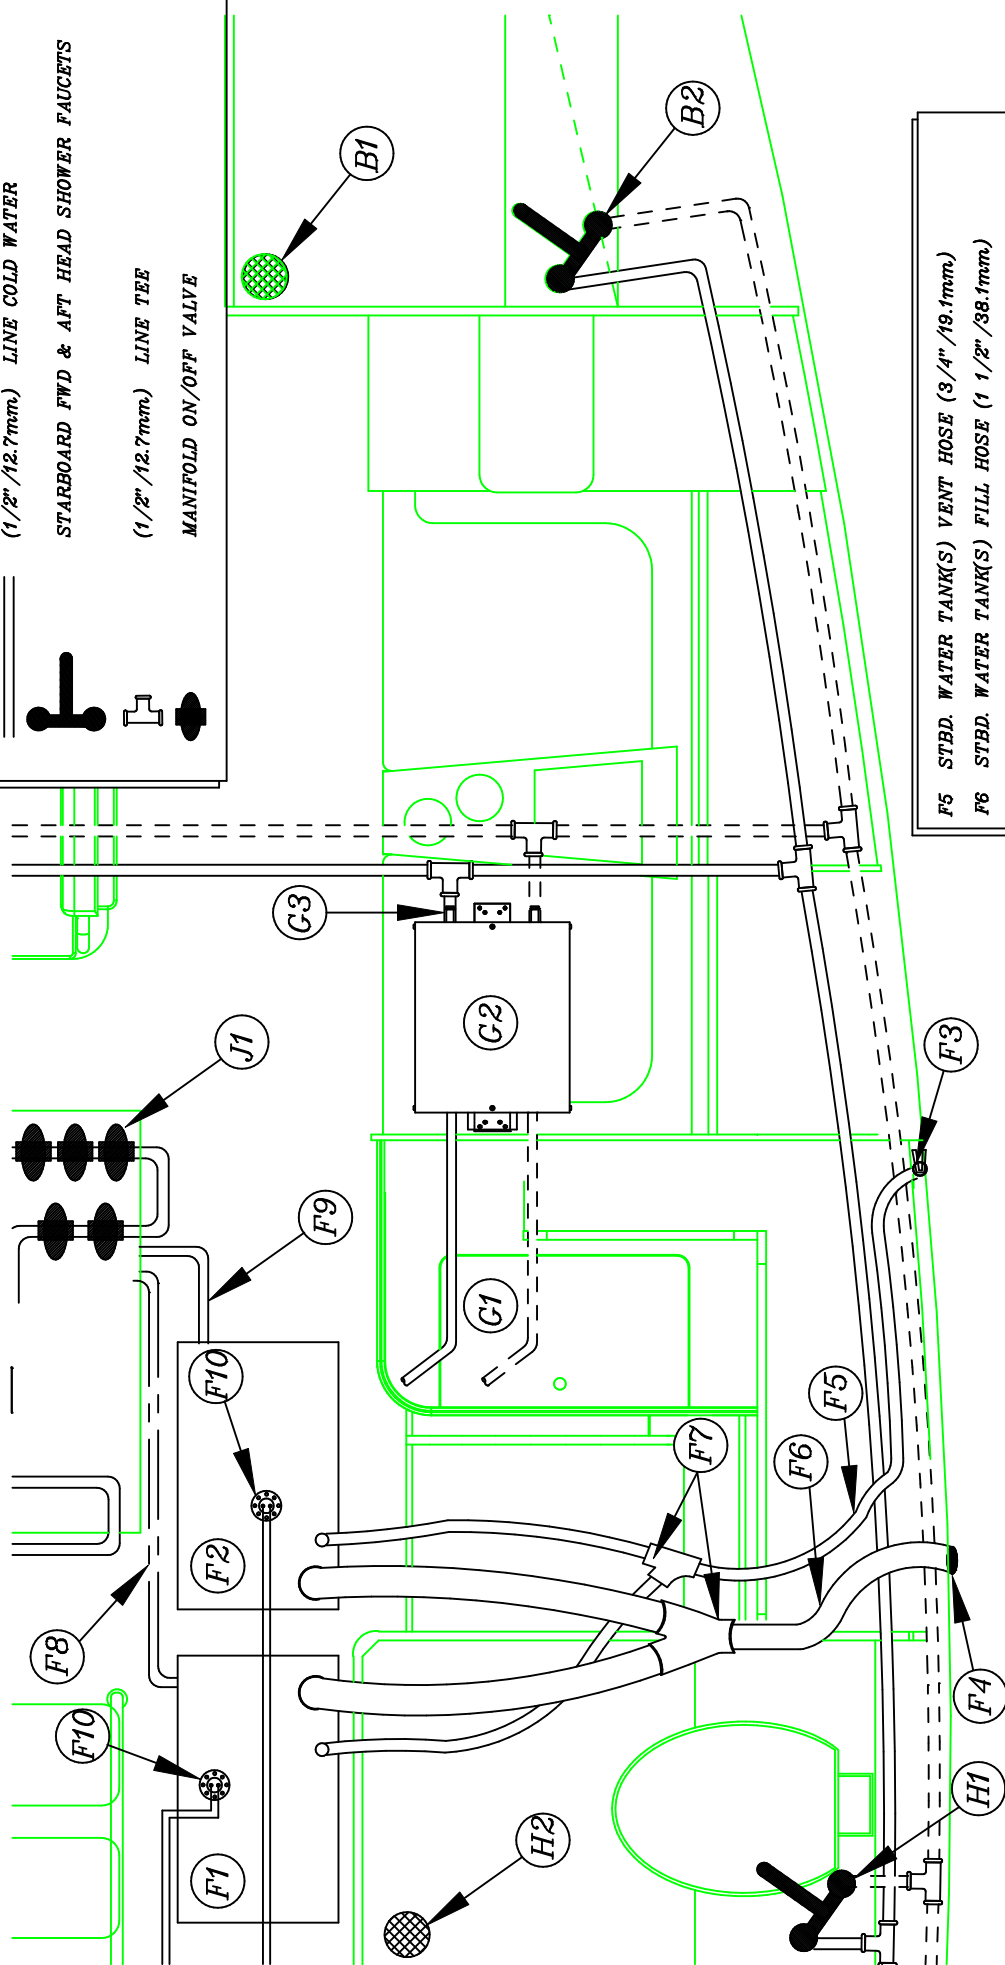 (1/2"/12.7mm) LINE COLD WATER
STARBOARD FWD & AFT HEAD SHOWER FAUCETS
(1/2"/12.7mm) LINE TEE
MANIFOLD ON/OFF VALVE
B1
B2
G3
G2
J1
F3
F9
G1
F10
F5
F7
F6
F2
F8
F10
F4
H1
H2
F1
F5 STBD. WATER TANK(S) VENT HOSE (3/4"/19.1mm)
F6 STBD. WATER TANK(S) FILL HOSE (1 1/2"/38.1mm)